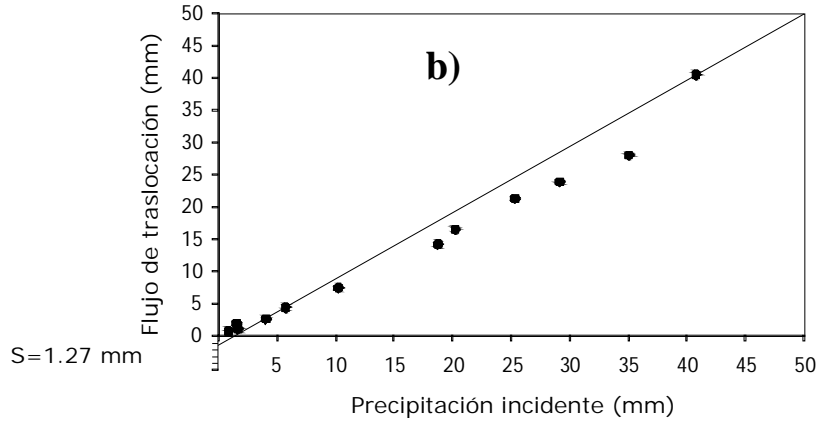 50
45
40
35
30
25
20
15
10
5
0
Flujo de traslocación (mm)
b)
S=1.27 mm
5 10 15 20 25 30 35 40 45 50
Precipitación incidente (mm)